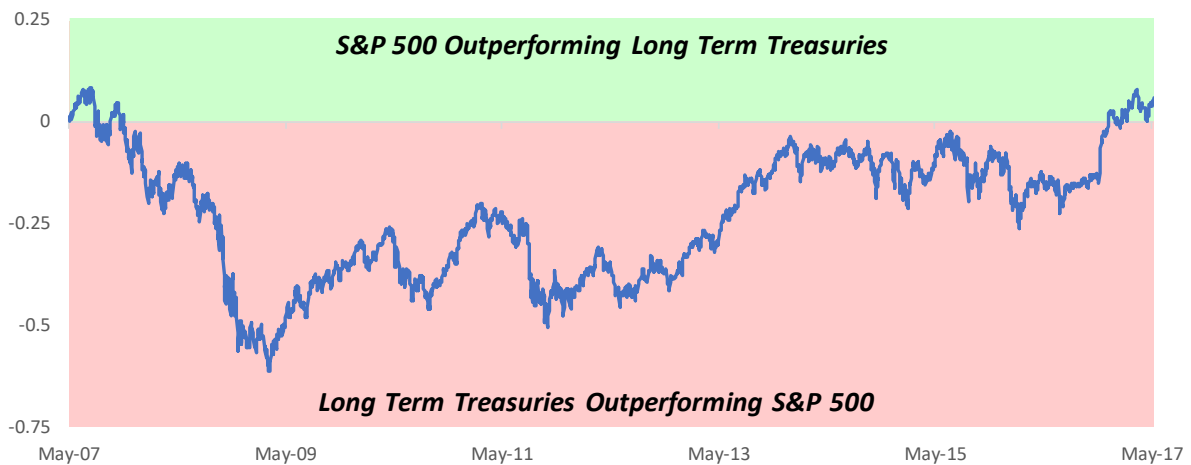 0.25
S&P 500 Outperforming Long Term Treasuries
0
-0.25
-0.5
Long Term Treasuries Outperforming S&P 500
-0.75
May-07 May-09 May-11 May-13 May-15 May-17